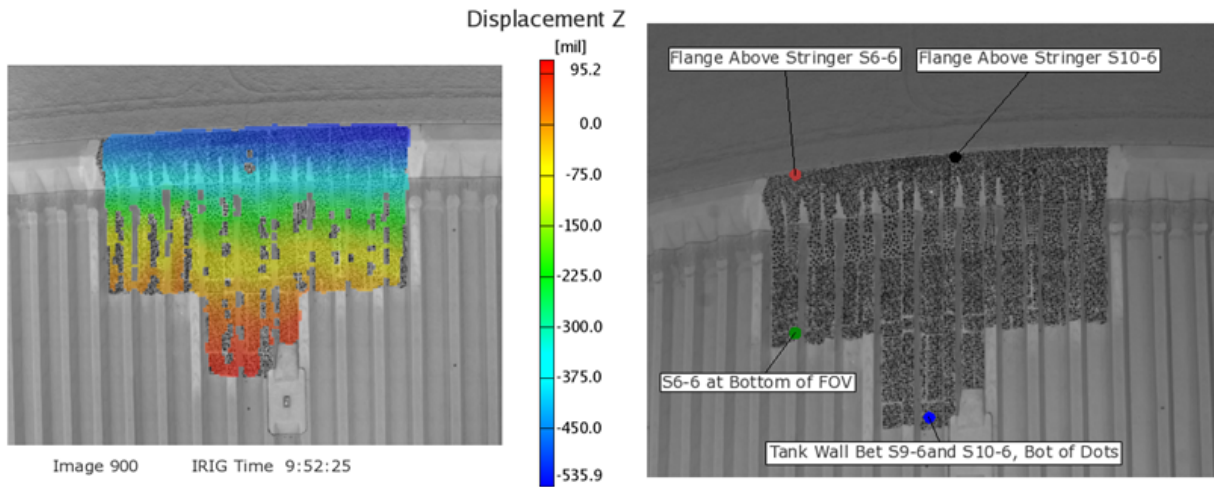 Displacement Z
[mil]
95.2
0.0
-75.0
-150.0
-225.0
-300.0
-375.0
-450.0
-535.9
Image 900 IRIG Time 9:52:25
Flange Above Stringer S6-6
Flange Above Stringer S10-6
S6-6 at Bottom of FOV
Tank Wall Bet S9-6and S10-6, Bot of Dots